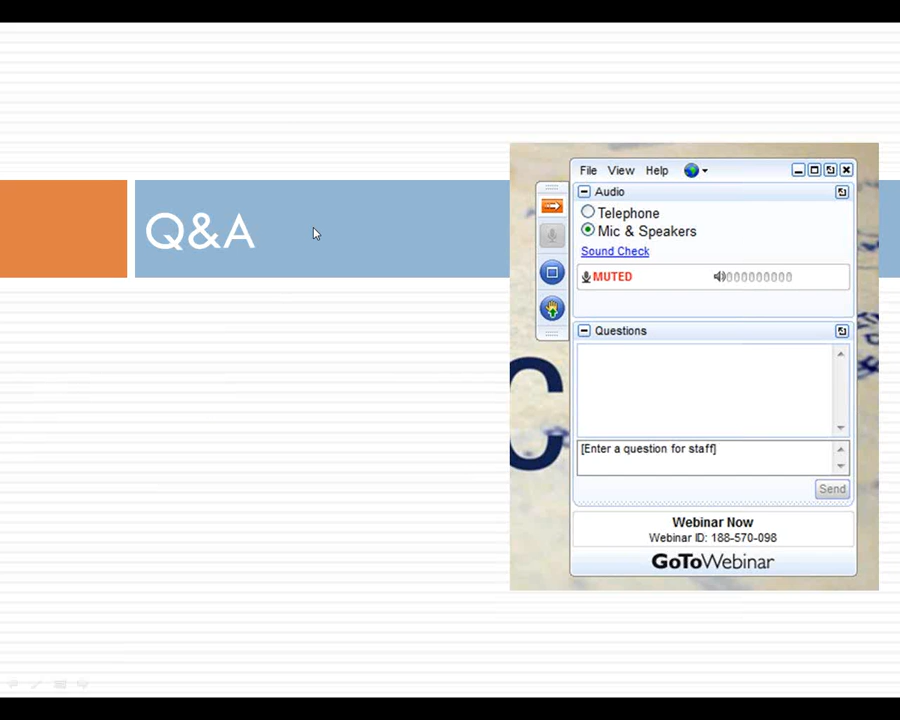 Q&A
File View Help
Audio
Telephone
Mic & Speakers
Sound Check
MUTED
Questions
[Enter a question for staff]
Send
Webinar Now
Webinar ID: 188-570-098
GoToWebinar